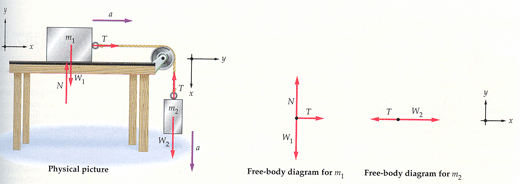 y
x
a
m₁
T
N
W₁
y
x
T
m₂
W₂
a
Physical picture
N
T
W₁
Free-body diagram for m₁
T
W₂
Free-body diagram for m₂
y
x